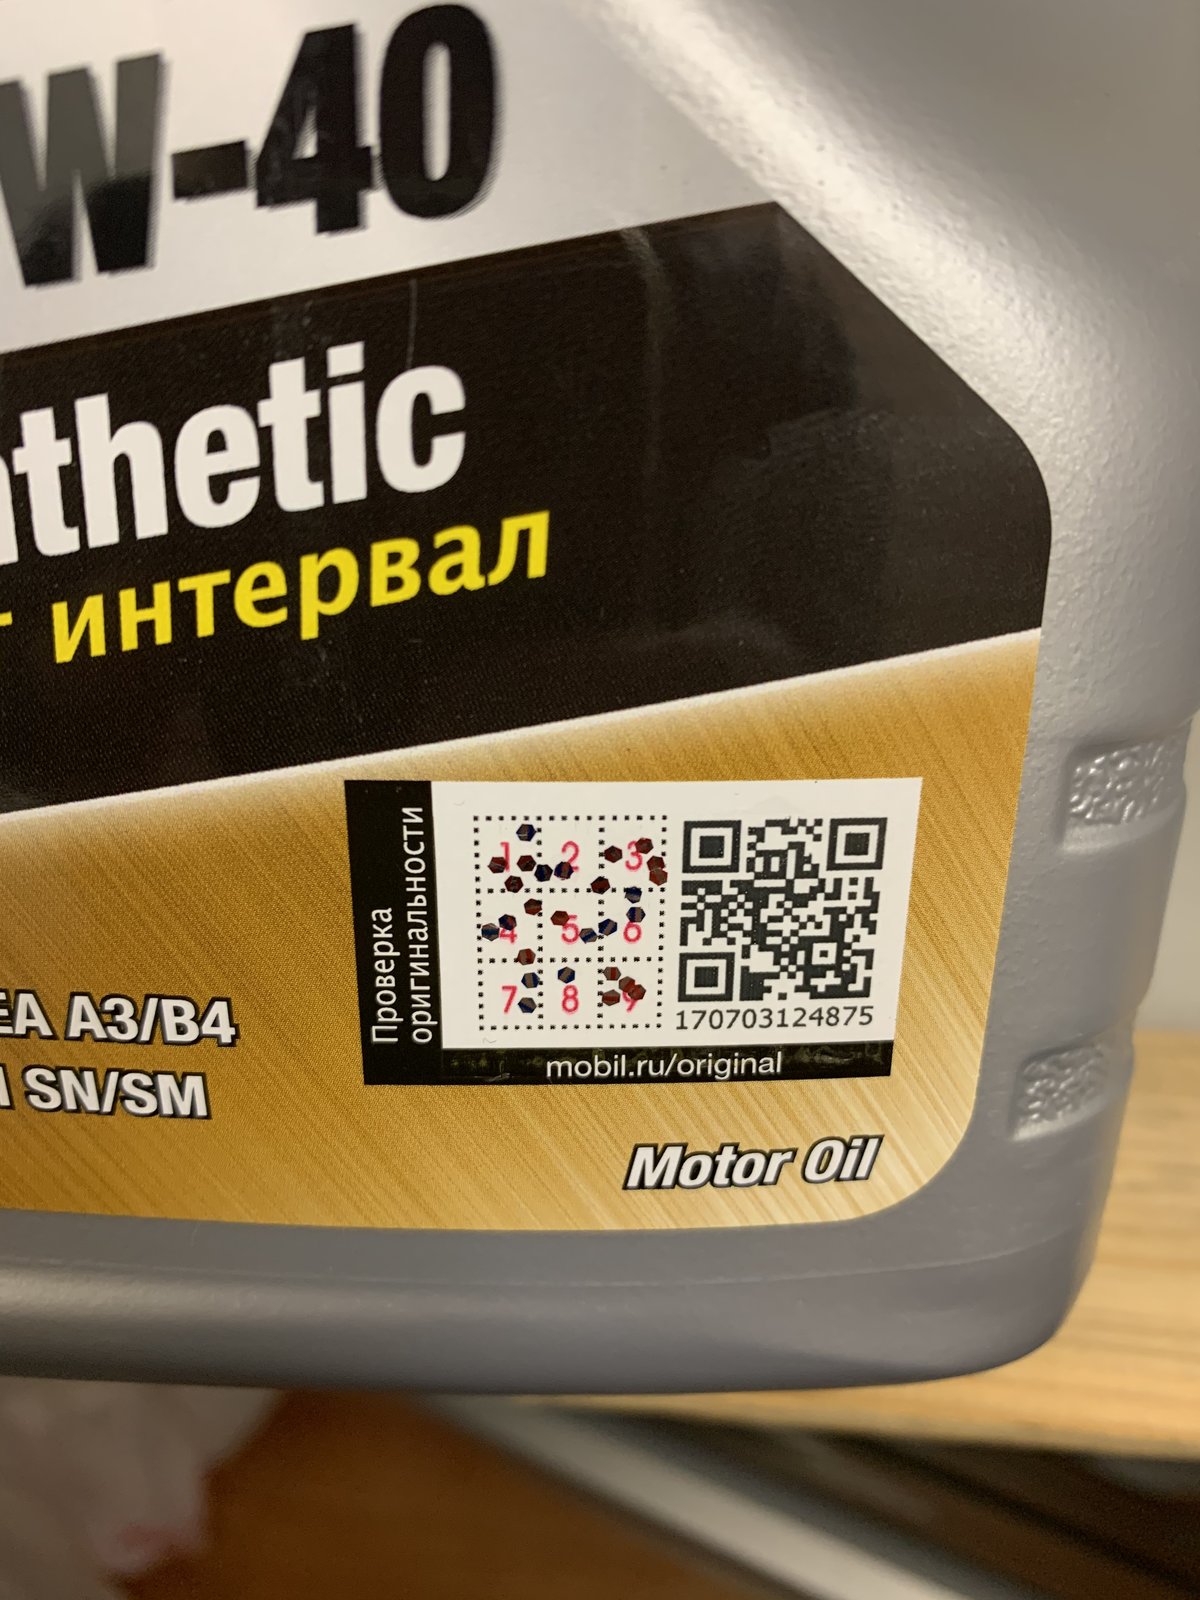 W-40
nthetic
т интервал
Проверка
оригинальности
1 2 3
4 5 6
7 8 9
170703124875
mobil.ru/original
EA A3/B4
SN/SM
Motor Oil